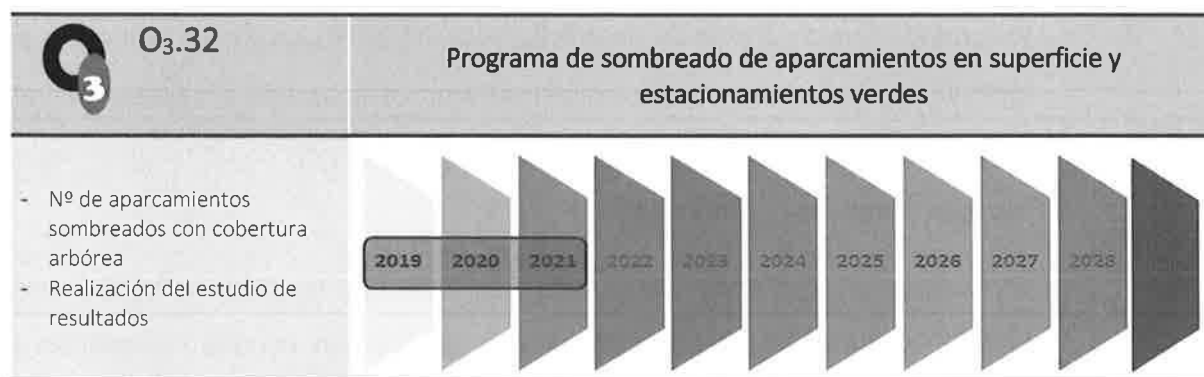 3
O₃.32
Programa de sombreado de aparcamientos en superficie y
estacionamientos verdes
- Nº de aparcamientos
sombreados con cobertura
arbórea
- Realización del estudio de
resultados
2019 2020 2021 2022 2023 2024 2025 2026 2027 2028